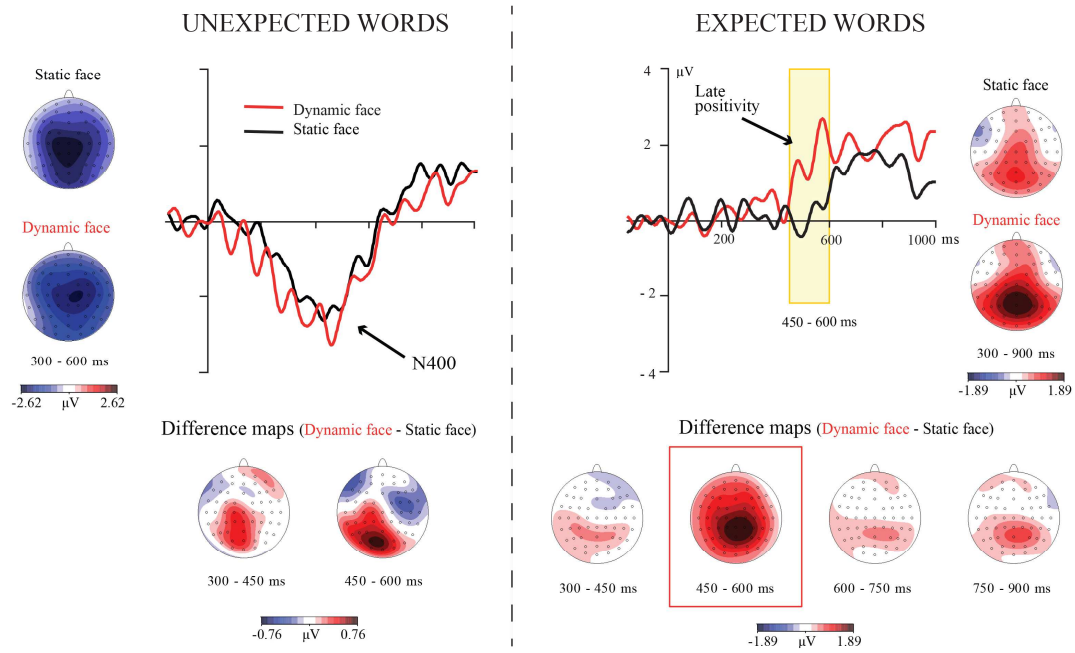 UNEXPECTED WORDS
Static face
Dynamic face
Static face
Dynamic face
300 - 600 ms
-2.62 μV 2.62
N400
Difference maps (Dynamic face - Static face)
300 - 450 ms
450 - 600 ms
-0.76 μV 0.76
EXPECTED WORDS
4
μV
Late
positivity
2
200
600
1000 ms
- 2
450 - 600 ms
- 4
Static face
Dynamic face
300 - 900 ms
-1.89 μV 1.89
Difference maps (Dynamic face - Static face)
300 - 450 ms
450 - 600 ms
600 - 750 ms
750 - 900 ms
-1.89 μV 1.89